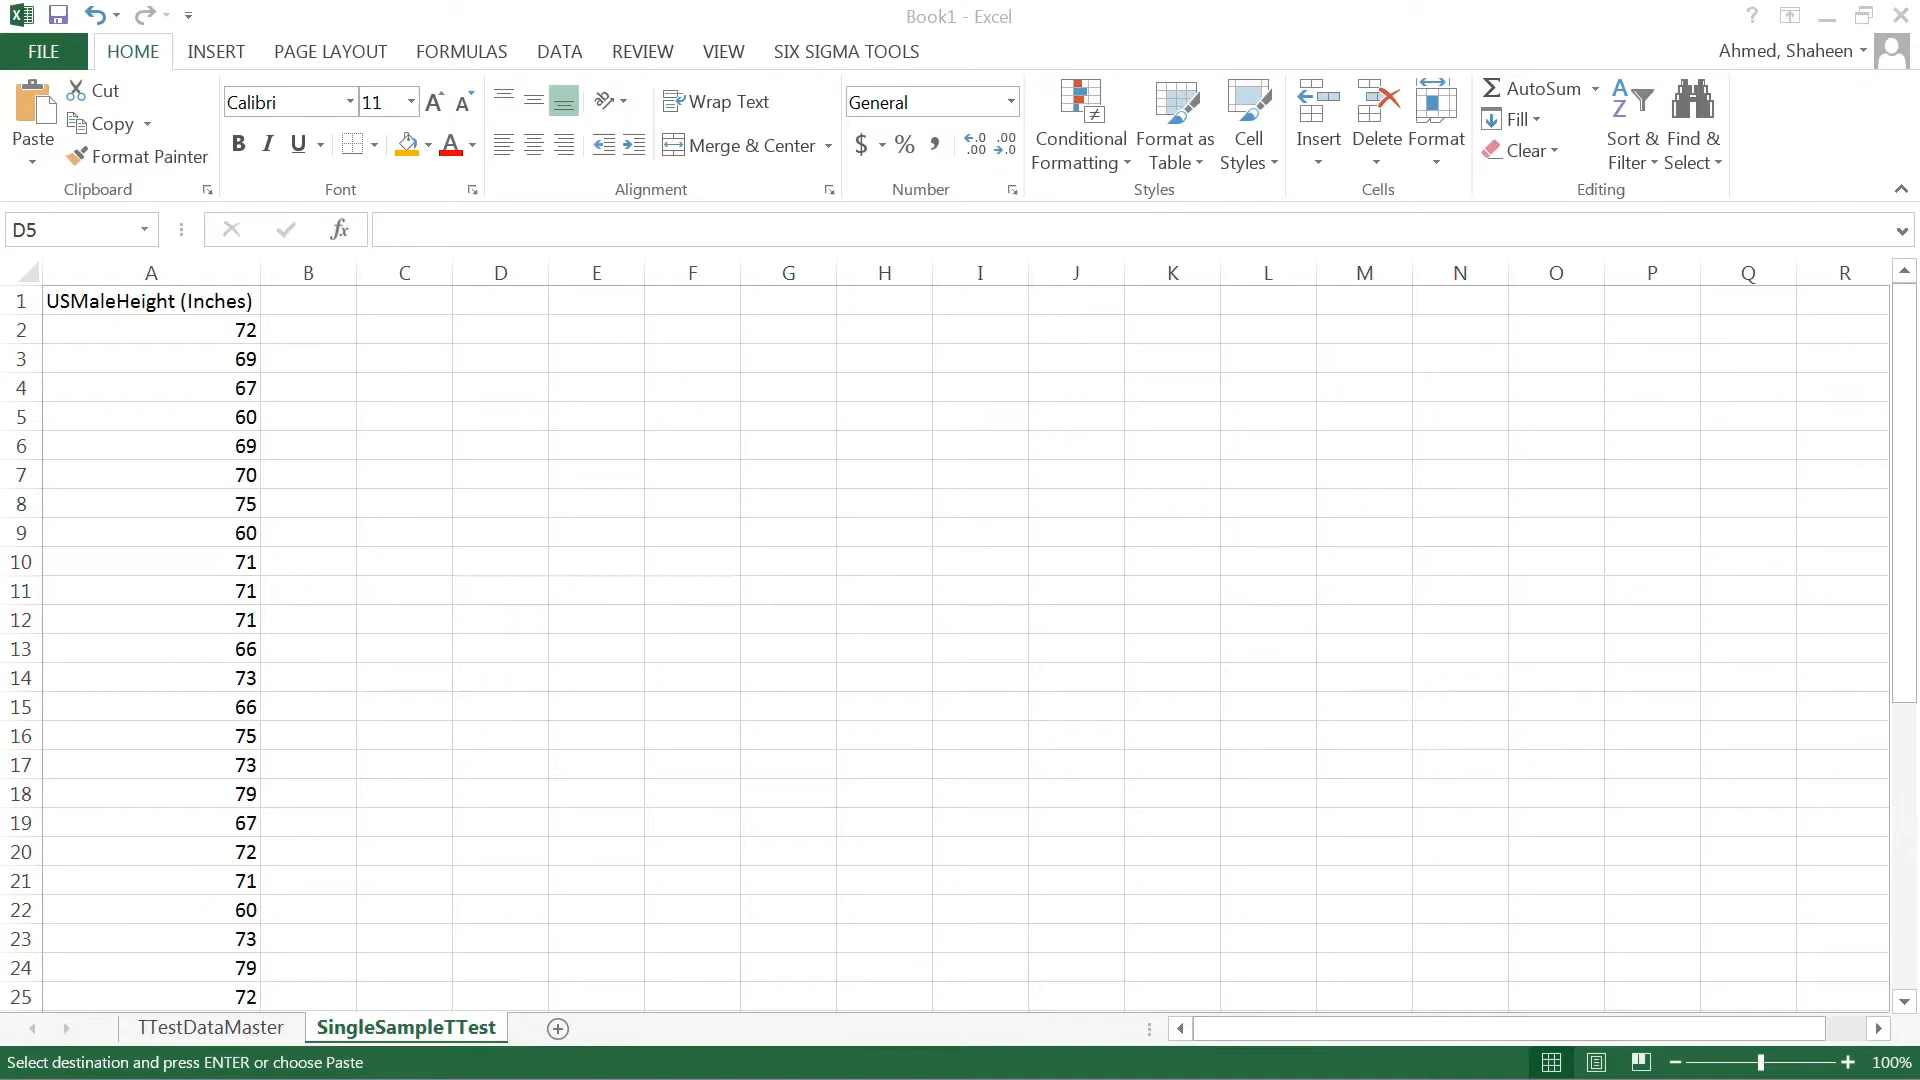 Book1 - Excel
FILE HOME INSERT PAGE LAYOUT FORMULAS DATA REVIEW VIEW SIX SIGMA TOOLS
Ahmed, Shaheen
Paste
Cut
Copy
Format Painter
Clipboard
Calibri 11
B I U
Font
Wrap Text
Merge & Center
Alignment
General
$ % ,
Number
Conditional Formatting
Format as Table
Cell Styles
Styles
Insert
Delete
Format
Cells
AutoSum
Fill
Clear
Sort & Filter
Find & Select
Editing
D5
fx
A B C D E F G H I J K L M N O P Q R
1 USMaleHeight (Inches)
2 72
3 69
4 67
5 60
6 69
7 70
8 75
9 60
10 71
11 71
12 71
13 66
14 73
15 66
16 75
17 73
18 79
19 67
20 72
21 71
22 60
23 73
24 79
25 72
TTestDataMaster SingleSampleTTest
Select destination and press ENTER or choose Paste
100%